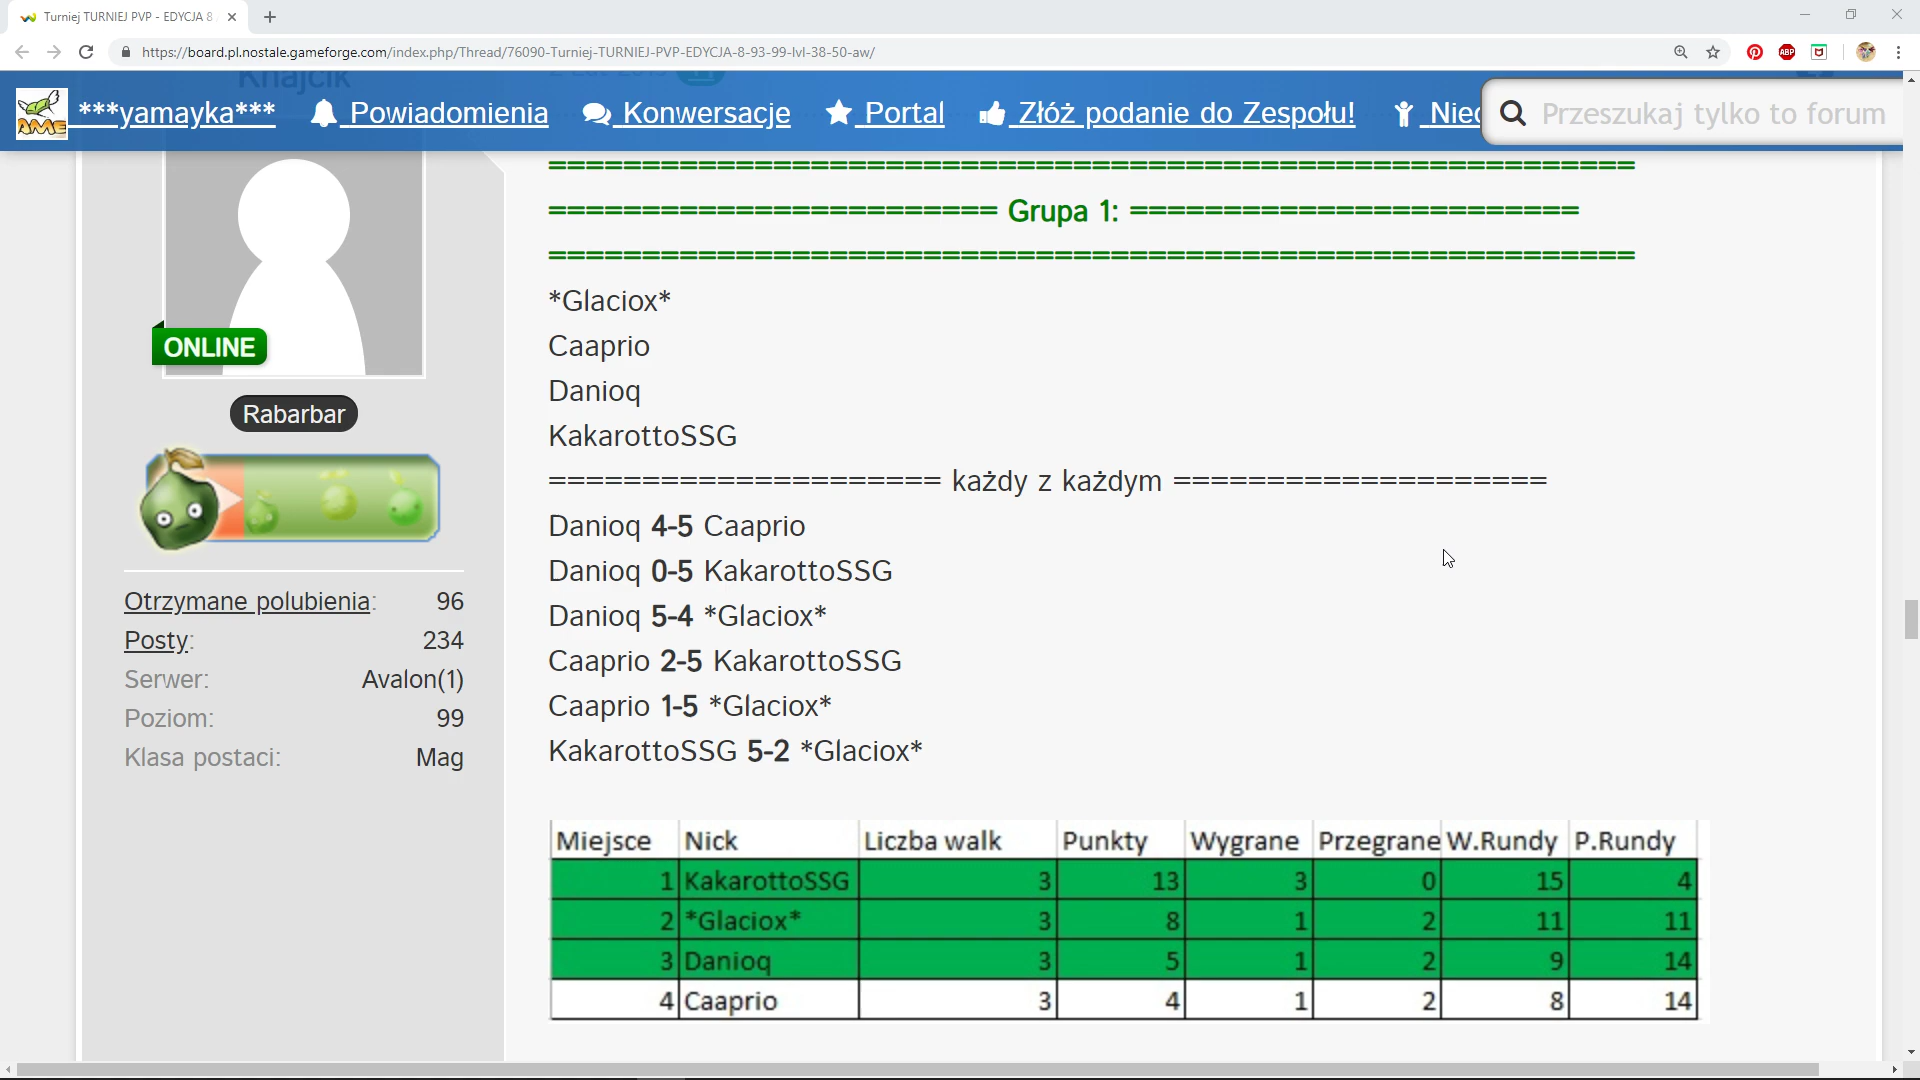 Turniej TURNIEJ PVP - EDYCJA 8
https://board.pl.nostale.gameforge.com/index.php/Thread/76090-Turniej-TURNIEJ-PVP-EDYCJA-8-93-99-lvl-38-50-aw/
ABP
AME ***yamayka*** Powiadomienia Konwersacje Portal Złóż podanie do Zespołu! Nied Przeszukaj tylko to forum
Khajcik
ONLINE
Rabarbar
Otrzymane polubienia: 96
Posty: 234
Serwer: Avalon(1)
Poziom: 99
Klasa postaci: Mag
==========================================================
======================== Grupa 1: ========================
==========================================================
*Glaciox*
Caaprio
Danioq
KakarottoSSG
===================== każdy z każdym ====================
Danioq 4-5 Caaprio
Danioq 0-5 KakarottoSSG
Danioq 5-4 *Glaciox*
Caaprio 2-5 KakarottoSSG
Caaprio 1-5 *Glaciox*
KakarottoSSG 5-2 *Glaciox*
Miejsce Nick Liczba walk Punkty Wygrane Przegrane W.Rundy P.Rundy
1 KakarottoSSG 3 13 3 0 15 4
2 *Glaciox* 3 8 1 2 11 11
3 Danioq 3 5 1 2 9 14
4 Caaprio 3 4 1 2 8 14